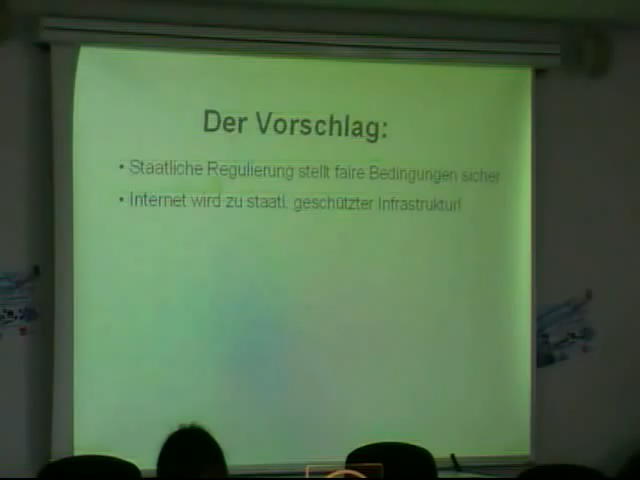 Der Vorschlag:
• Staatliche Regulierung stellt faire Bedingungen sicher
• Internet wird zu staatl. geschützter Infrastruktur!